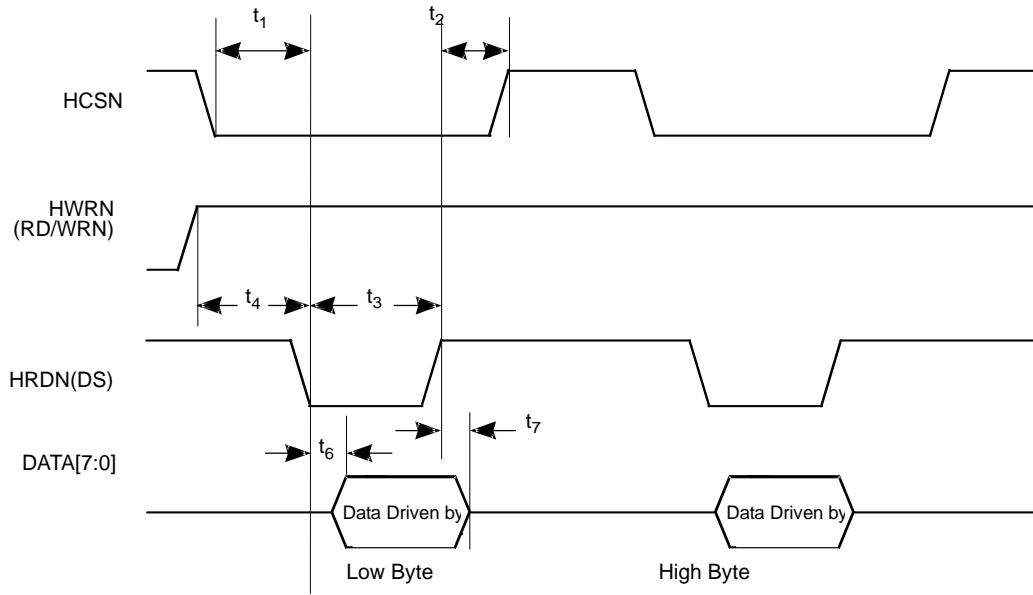 t1
t2
HCSN
HWRN
(RD/WRN)
t4
t3
HRDN(DS)
t6
t7
DATA[7:0]
Data Driven by
Data Driven by
Low Byte
High Byte